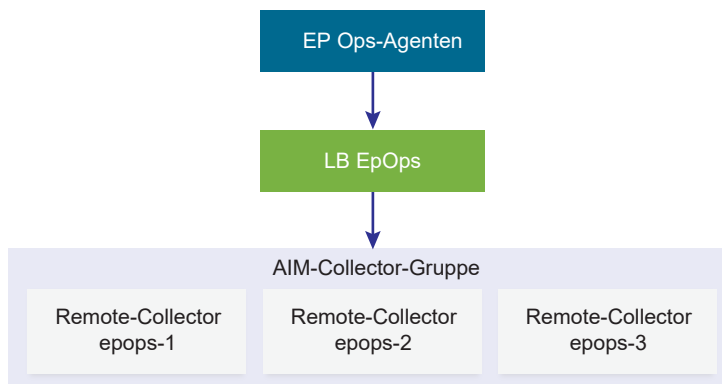 EP Ops-Agenten
LB EpOps
AIM-Collector-Gruppe
Remote-Collector
epops-1
Remote-Collector
epops-2
Remote-Collector
epops-3